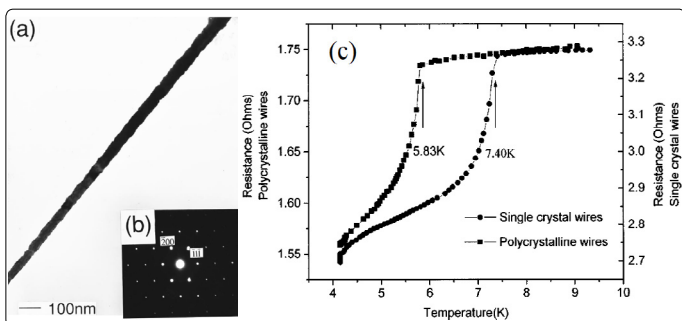 (a)
100nm
(b)
200
111
(c)
Resistance (Ohms)
Polycrystalline wires
1.75
1.70
1.65
1.60
1.55
5.83K
7.40K
Single crystal wires
Polycrystalline wires
4 5 6 7 8 9 10
Temperature(K)
3.3
3.2
3.1
3.0
2.9
2.8
2.7
Resistance (Ohms)
Single crystal wires